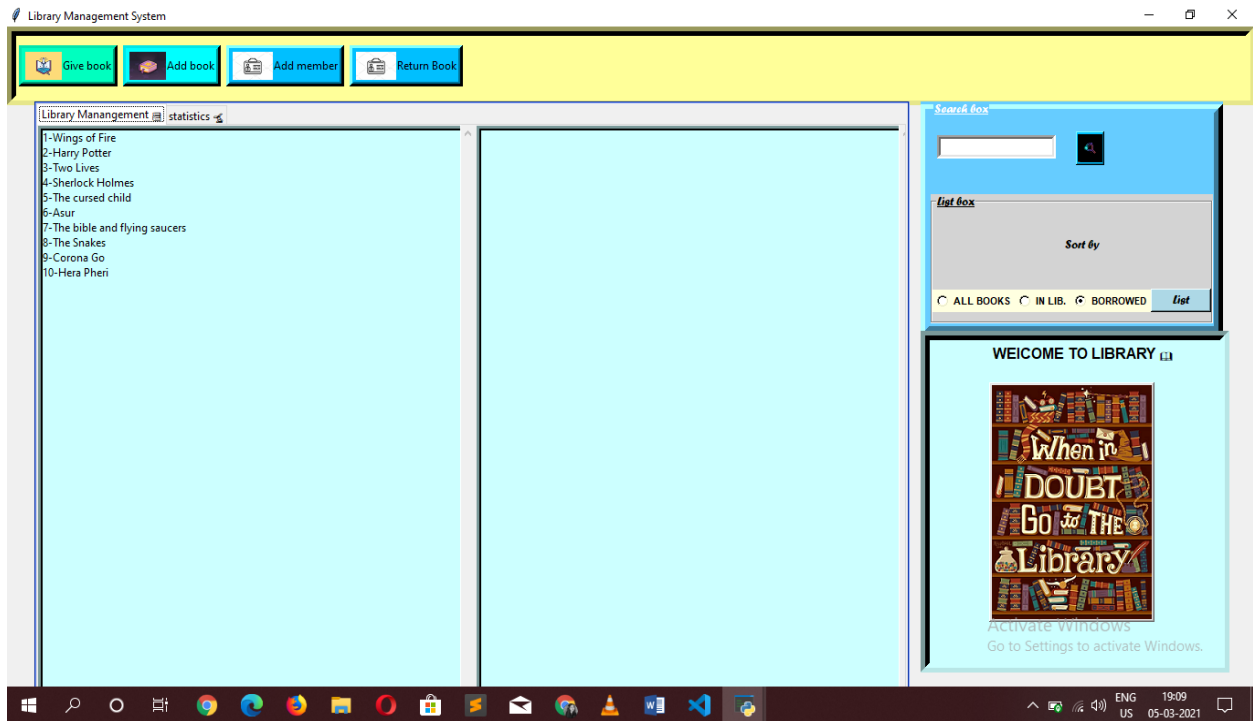 Library Management System
Give book
Add book
Add member
Return Book
Library Manangement
statistics
1-Wings of Fire
2-Harry Potter
3-Two Lives
4-Sherlock Holmes
5-The cursed child
6-Asur
7-The bible and flying saucers
8-The Snakes
9-Corona Go
10-Hera Pheri
Search box
List box
Sort by
ALL BOOKS IN LIB. BORROWED List
WElCOME TO LIBRARY
When in
DOUBT
Go to THE
Library
Activate Windows
Go to Settings to activate Windows.
ENG 19:09
US 05-03-2021